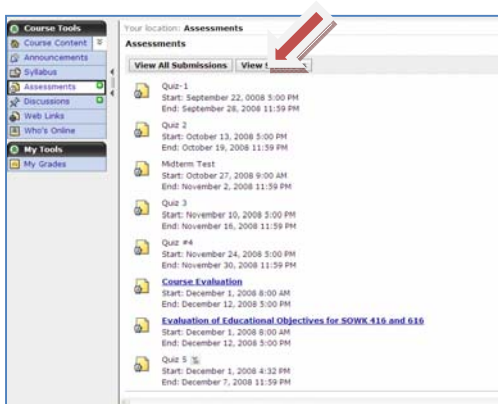 Course Tools
Course Content
Announcements
Syllabus
Assessments
Discussions
Web Links
Who's Online
My Tools
My Grades
Your location: Assessments
Assessments
View All Submissions View
Quiz-1
Start: September 22, 2008 5:00 PM
End: September 28, 2008 11:59 PM
Quiz 2
Start: October 13, 2008 5:00 PM
End: October 19, 2008 11:59 PM
Midterm Test
Start: October 27, 2008 9:00 AM
End: November 2, 2008 11:59 PM
Quiz 3
Start: November 10, 2008 5:00 PM
End: November 16, 2008 11:59 PM
Quiz #4
Start: November 24, 2008 5:00 PM
End: November 30, 2008 11:59 PM
Course Evaluation
Start: December 1, 2008 8:00 AM
End: December 12, 2008 5:00 PM
Evaluation of Educational Objectives for SOWK 416 and 616
Start: December 1, 2008 8:00 AM
End: December 12, 2008 5:00 PM
Quiz 5
Start: December 1, 2008 4:32 PM
End: December 7, 2008 11:59 PM